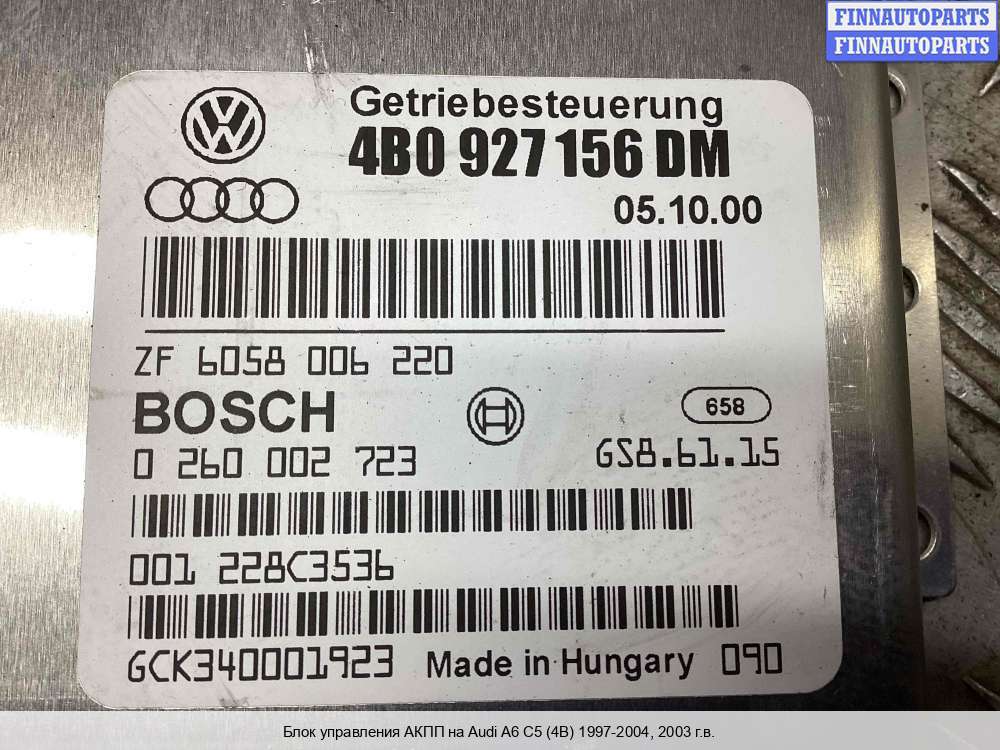 FINNAUTOPARTS
FINNAUTOPARTS
Getriebesteuerung
4B0 927 156 DM
05.10.00
ZF 6058 006 220
BOSCH
658
0 260 002 723
GS8.61.15
001 228C3536
GCK340001923 Made in Hungary 090
Блок управления АКПП на Audi A6 C5 (4B) 1997-2004, 2003 г.в.